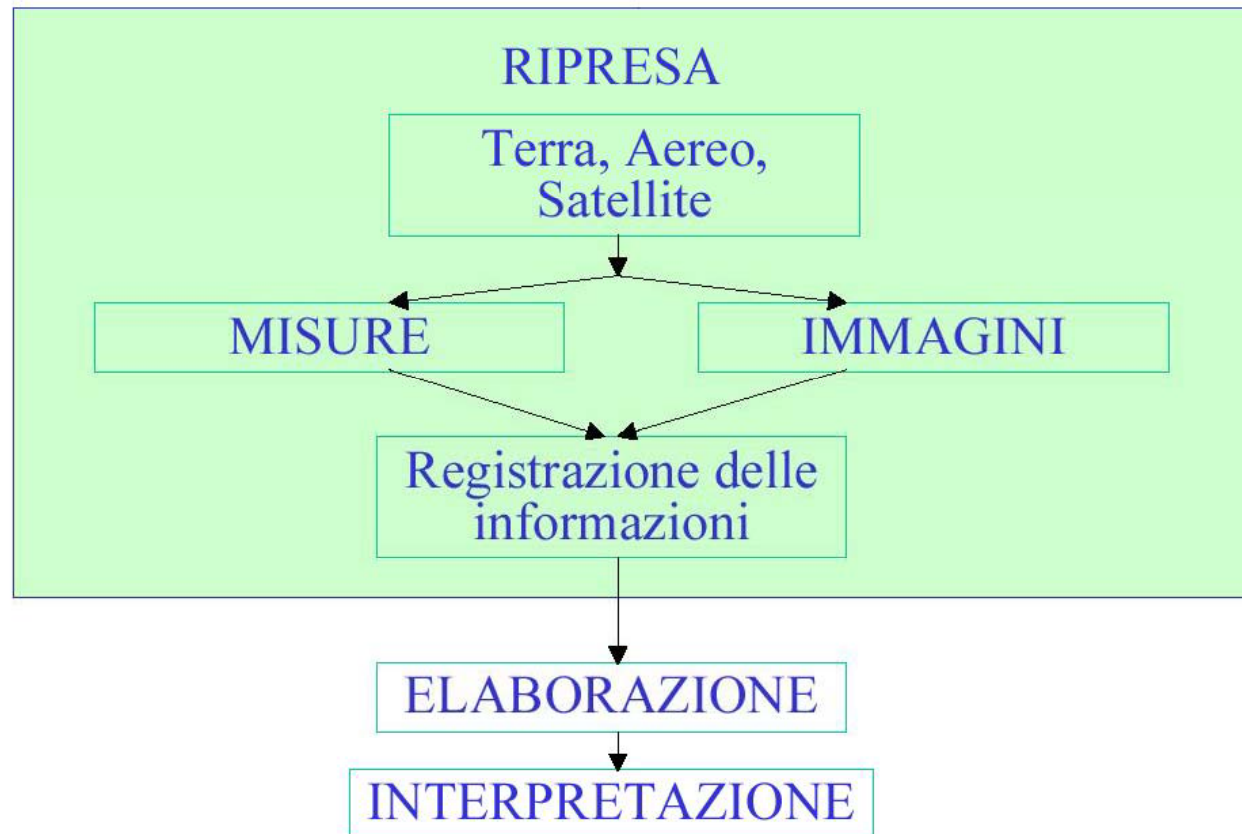 RIPRESA
Terra, Aereo,
Satellite
MISURE
IMMAGINI
Registrazione delle
informazioni
ELABORAZIONE
INTERPRETAZIONE